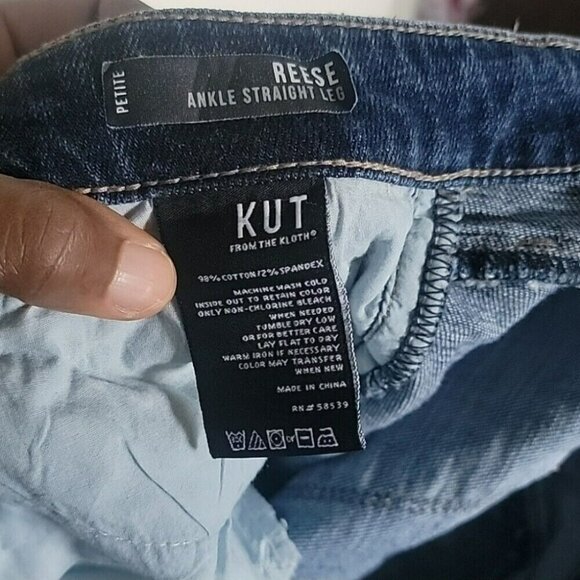 PETITE
REESE
ANKLE STRAIGHT LEG
KUT
FROM THE KLOTH®
98% COTTON/2% SPANDEX
MACHINE WASH COLD
INSIDE OUT TO RETAIN COLOR
ONLY NON-CHLORINE BLEACH
WHEN NEEDED
TUMBLE DRY LOW
OR FOR BETTER CARE
LAY FLAT TO DRY
WARM IRON IF NECESSARY
COLOR MAY TRANSFER
WHEN NEW
MADE IN CHINA
RN# 58539
or